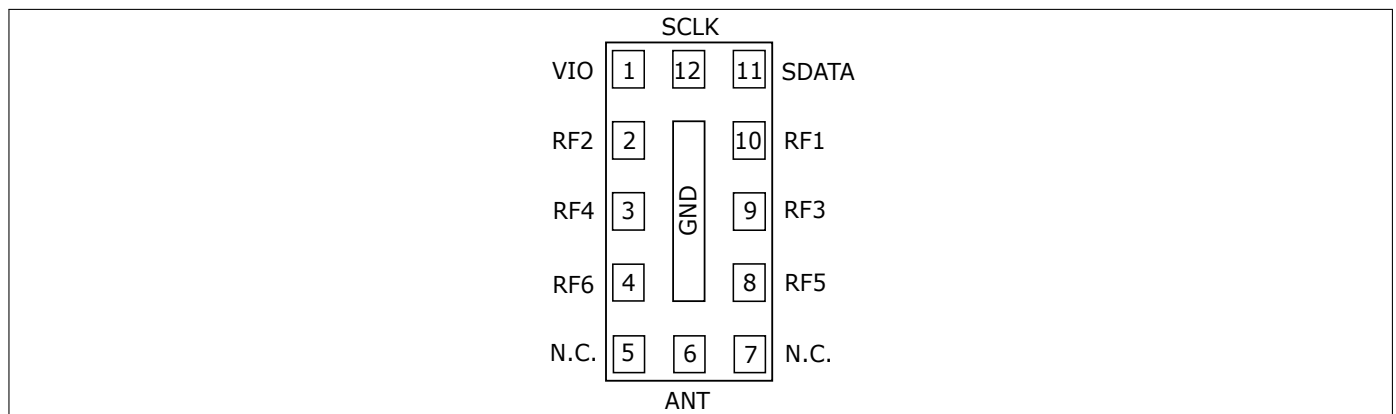 SCLK
VIO 1 12 11 SDATA
RF2 2 10 RF1
RF4 3 GND 9 RF3
RF6 4 8 RF5
N.C. 5 6 7 N.C.
ANT